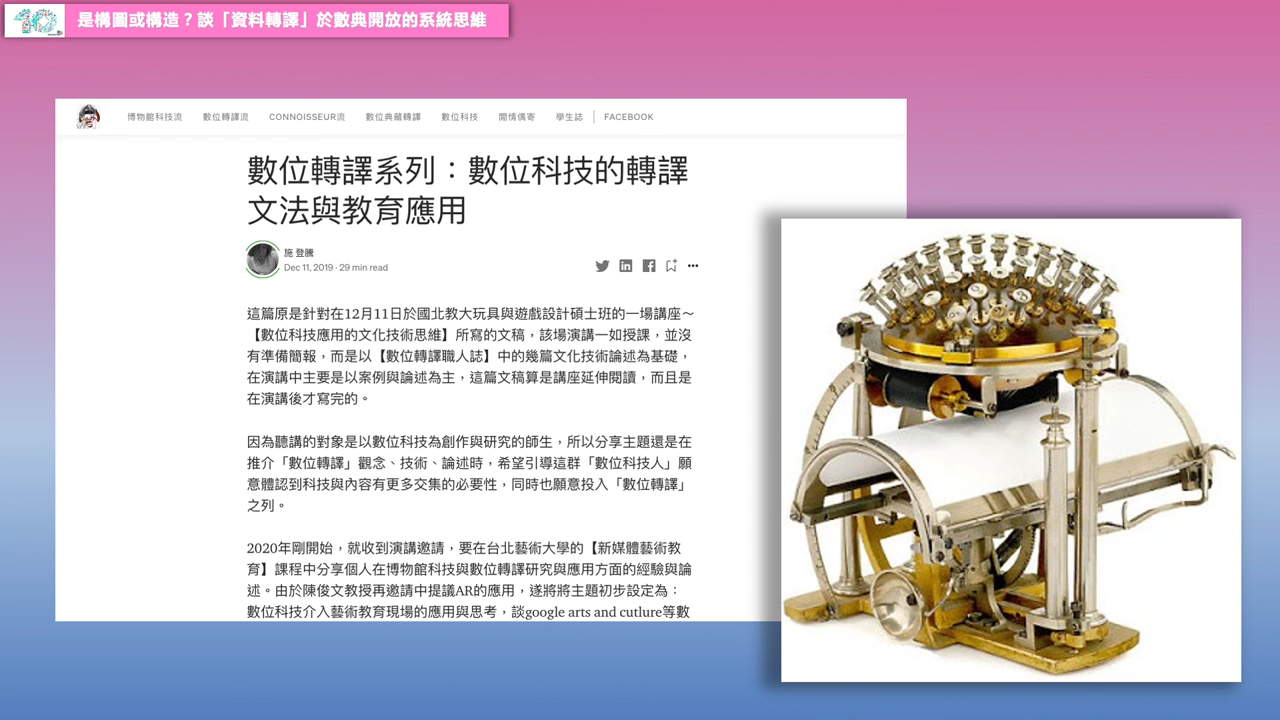 是構圖或構造？談「資料轉譯」於數典開放的系統思維
博物館科技流 數位轉譯流 CONNOISSEUR流 數位典藏轉譯 數位科技 閒情偶寄 學生誌 FACEBOOK
數位轉譯系列：數位科技的轉譯
文法與教育應用
施 登騰
Dec 11, 2019 · 29 min read
這篇原是針對在12月11日於國北教大玩具與遊戲設計碩士班的一場講座～
【數位科技應用的文化技術思維】所寫的文稿，該場演講一如授課，並沒
有準備簡報，而是以【數位轉譯職人誌】中的幾篇文化技術論述為基礎，
在演講中主要是以案例與論述為主，這篇文稿算是講座延伸閱讀，而且是
在演講後才寫完的。
因為聽講的對象是以數位科技為創作與研究的師生，所以分享主題還是在
推介「數位轉譯」觀念、技術、論述時，希望引導這群「數位科技人」願
意體認到科技與內容有更多交集的必要性，同時也願意投入「數位轉譯」
之列。
2020年剛開始，就收到演講邀請，要在台北藝術大學的【新媒體藝術教
育】課程中分享個人在博物館科技與數位轉譯研究與應用方面的經驗與論
述。由於陳俊文教授再邀請中提議AR的應用，遂將將主題初步設定為：
數位科技介入藝術教育現場的應用與思考，談google arts and cutlure等數